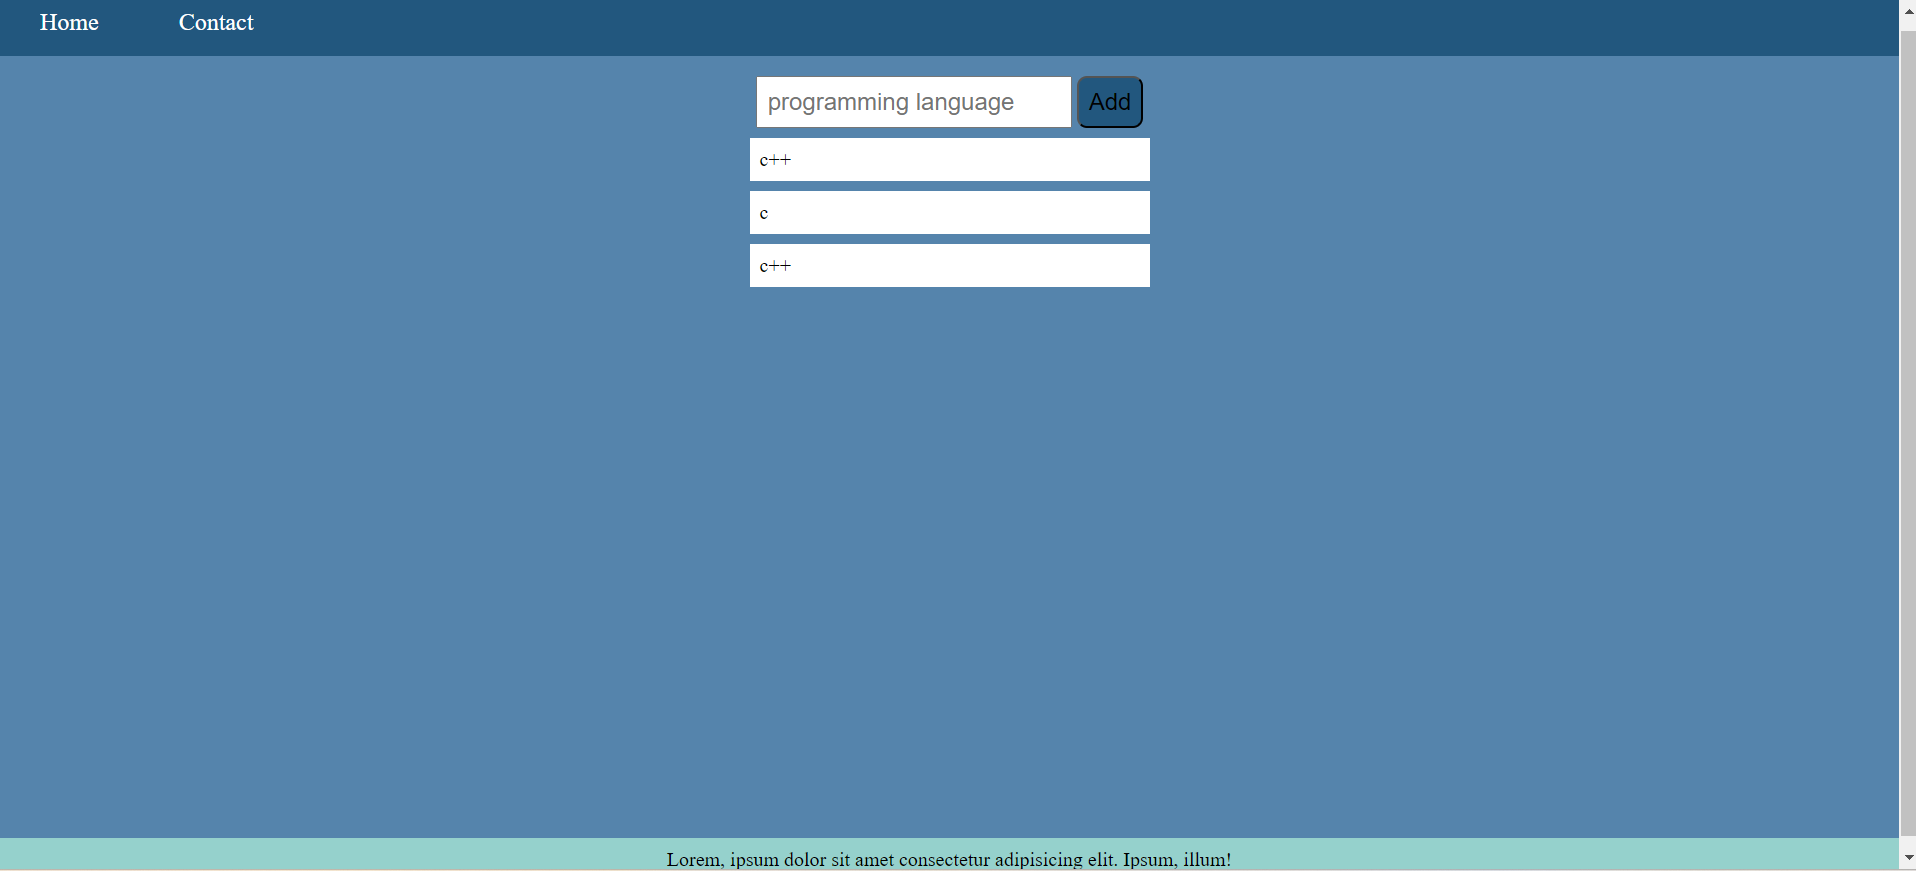 Home Contact
programming language Add
c++
c
c++
Lorem, ipsum dolor sit amet consectetur adipisicing elit. Ipsum, illum!